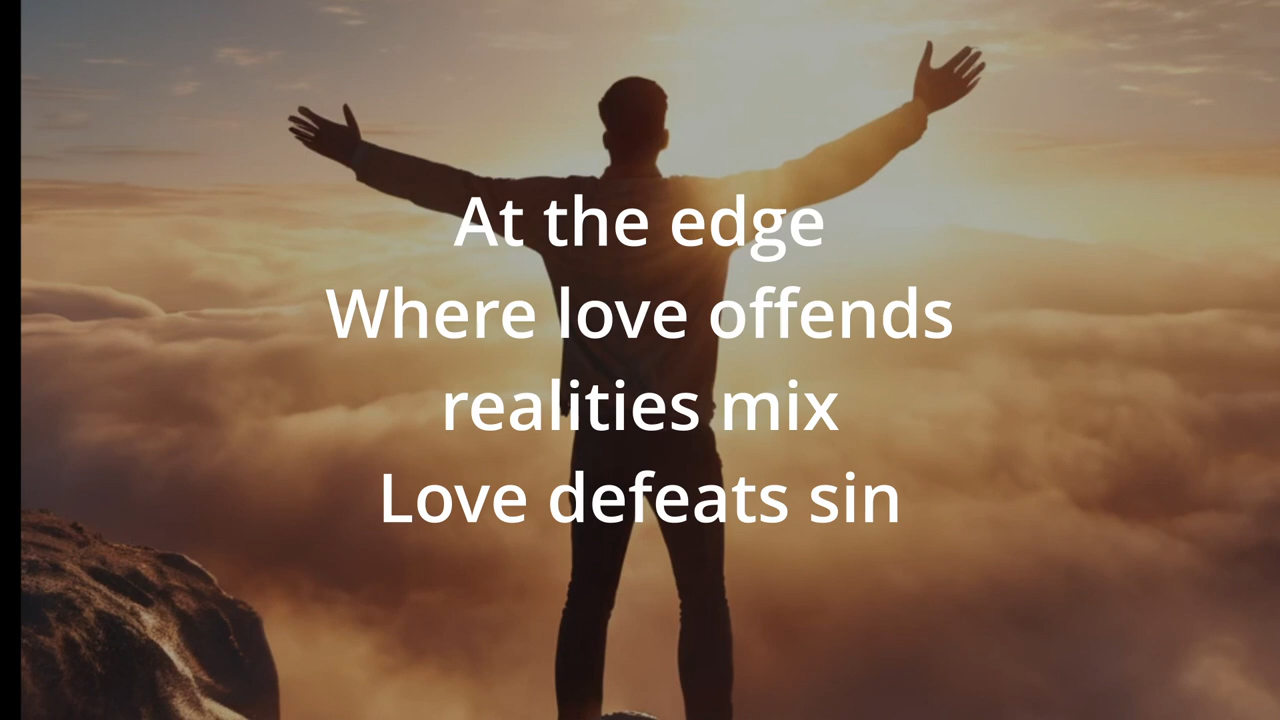 At the edge
Where love offends
realities mix
Love defeats sin